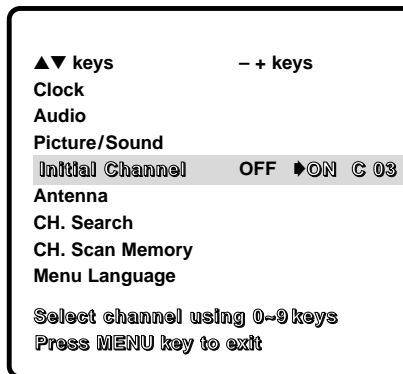 ▲▼ keys – + keys
Clock
Audio
Picture/Sound
Initial Channel OFF ➧ON C 03
Antenna
CH. Search
CH. Scan Memory
Menu Language
Select channel using 0~9 keys
Press MENU key to exit